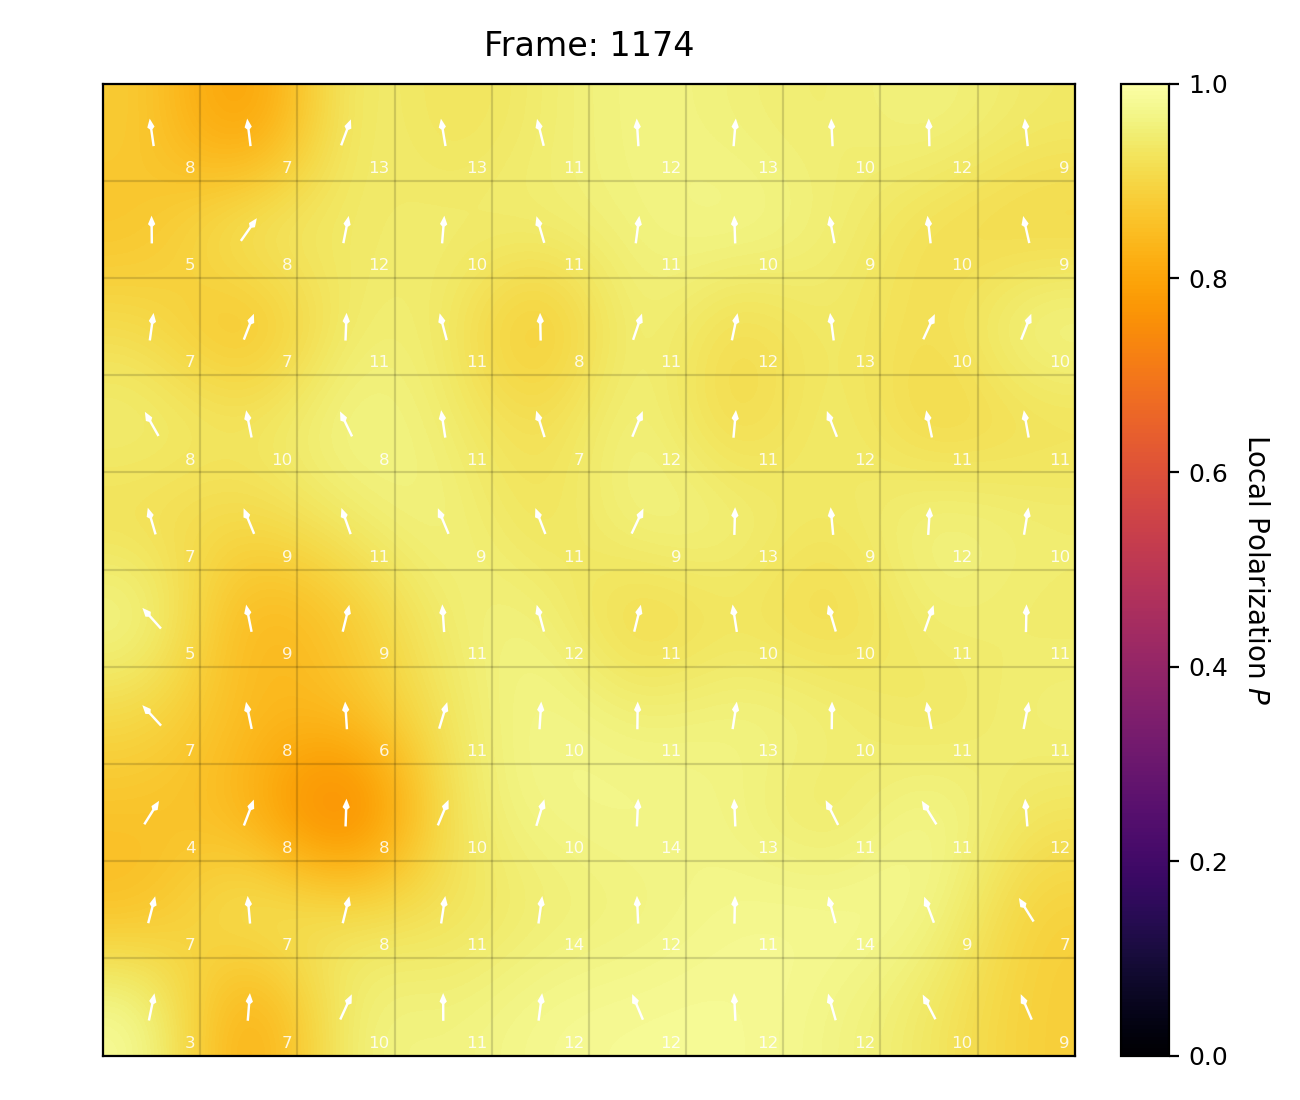 Frame: 1174
8 7 13 13 11 12 13 10 12 9
5 8 12 10 11 11 10 9 10 9
7 7 11 11 8 11 12 13 10 10
8 10 8 11 7 12 11 12 11 11
7 9 11 9 11 9 13 9 12 10
5 9 9 11 12 11 10 10 11 11
7 8 6 11 10 11 13 10 11 11
4 8 8 10 10 14 13 11 11 12
7 7 8 11 14 12 11 14 9 7
3 7 10 11 12 12 12 12 10 9
1.0
0.8
0.6
0.4
0.2
0.0
Local Polarization P